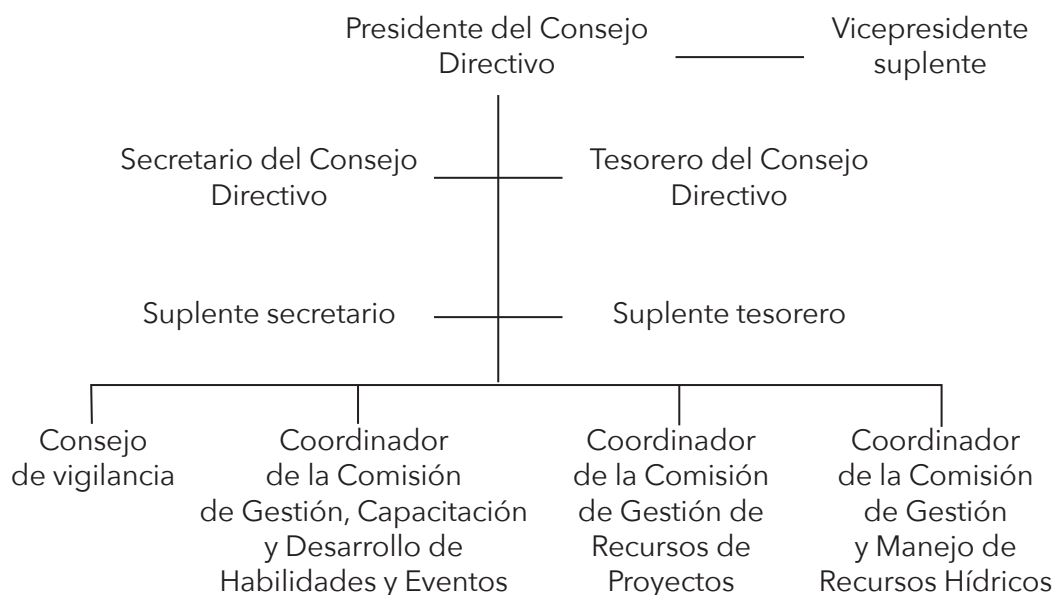 Presidente del Consejo
Directivo
Vicepresidente
suplente
Secretario del Consejo
Directivo
Tesorero del Consejo
Directivo
Suplente secretario
Suplente tesorero
Consejo
de vigilancia
Coordinador
de la Comisión
de Gestión, Capacitación
y Desarrollo de
Habilidades y Eventos
Coordinador
de la Comisión
de Gestión de
Recursos de
Proyectos
Coordinador
de la Comisión
de Gestión
y Manejo de
Recursos Hídricos